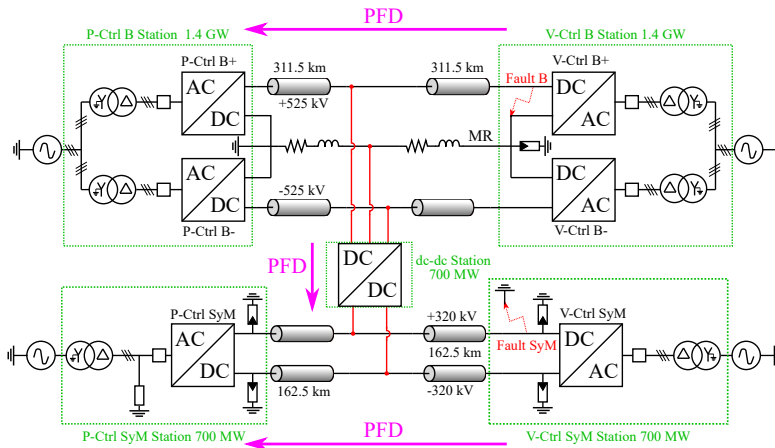 PFD
P-Ctrl B Station 1.4 GW
V-Ctrl B Station 1.4 GW
P-Ctrl B+
311.5 km
311.5 km
V-Ctrl B+
+525 kV
Fault B
AC
DC
DC
AC
MR
AC
DC
DC
AC
-525 kV
P-Ctrl B-
V-Ctrl B-
PFD
DC
DC
dc-dc Station
700 MW
P-Ctrl SyM
+320 kV
V-Ctrl SyM
AC
DC
162.5 km
Fault SyM
DC
AC
162.5 km
-320 kV
P-Ctrl SyM Station 700 MW
PFD
V-Ctrl SyM Station 700 MW